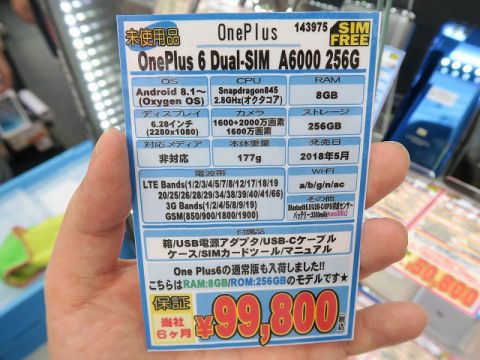 未使用品 OnePlus 143975 SIM FREE
OnePlus 6 Dual-SIM A6000 256G
OS CPU RAM
Android 8.1～ Snapdragon845 8GB
(Oxygen OS) 2.8GHz(オクタコア)
ディスプレイ カメラ ストレージ
6.28インチ 1600+2000万画素 256GB
(2280x1080) 1600万画素
対応メディア 本体重量 発売日
非対応 177g 2018年5月
電波帯 Wi-Fi
LTE Bands(1/2/3/4/5/7/8/12/17/18/19 a/b/g/n/ac
/20/25/26/28/29/30/34/38/39/40/41/66) その他
3G Bands(1/2/4/5/8/9/19)
GSM(850/900/1800/1900)
付属品
箱/USB電源アダプタ/USB-Cケーブル
ケース/SIMカードツール/マニュアル
One Plus6の通常版も入荷しました!!
こちらはRAM:8GB/ROM:256GBのモデルです★
保証 ¥99,800 税込
当社
6ヶ月